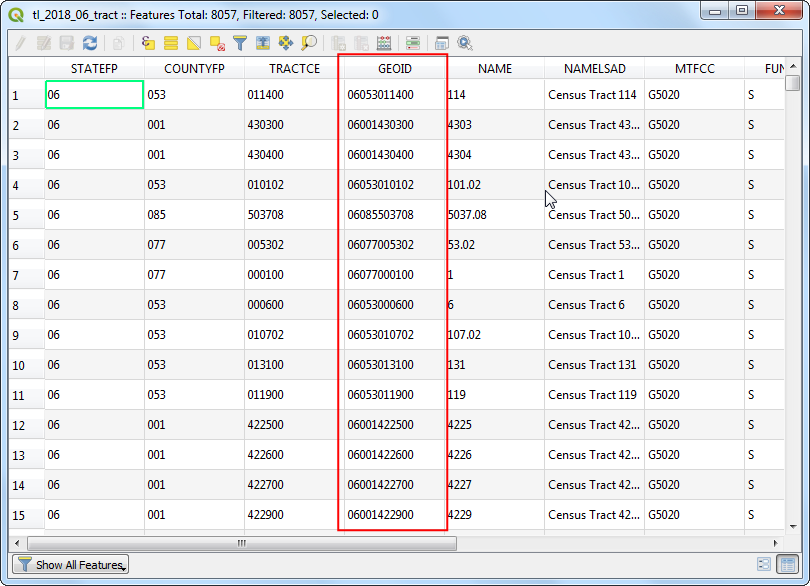 tl_2018_06_tract :: Features Total: 8057, Filtered: 8057, Selected: 0
STATEFP COUNTYFP TRACTCE GEOID NAME NAMELSAD MTFCC FUN
1 06 053 011400 06053011400 114 Census Tract 114 G5020 S
2 06 001 430300 06001430300 4303 Census Tract 43... G5020 S
3 06 001 430400 06001430400 4304 Census Tract 43... G5020 S
4 06 053 010102 06053010102 101.02 Census Tract 10... G5020 S
5 06 085 503708 06085503708 5037.08 Census Tract 50... G5020 S
6 06 077 005302 06077005302 53.02 Census Tract 53... G5020 S
7 06 077 000100 06077000100 1 Census Tract 1 G5020 S
8 06 053 000600 06053000600 6 Census Tract 6 G5020 S
9 06 053 010702 06053010702 107.02 Census Tract 10... G5020 S
10 06 053 013100 06053013100 131 Census Tract 131 G5020 S
11 06 053 011900 06053011900 119 Census Tract 119 G5020 S
12 06 001 422500 06001422500 4225 Census Tract 42... G5020 S
13 06 001 422600 06001422600 4226 Census Tract 42... G5020 S
14 06 001 422700 06001422700 4227 Census Tract 42... G5020 S
15 06 001 422900 06001422900 4229 Census Tract 42... G5020 S
Show All Features